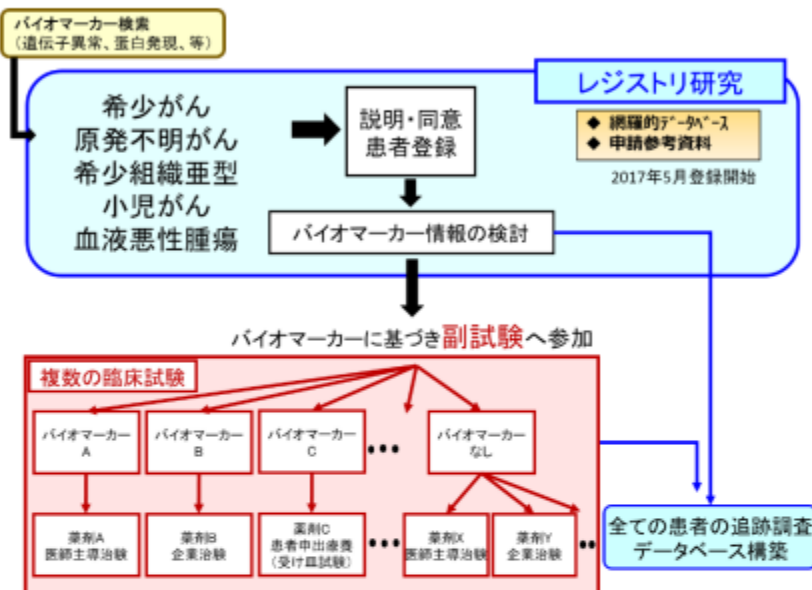 バイオマーカー検索
（遺伝子異常、蛋白発現、等）
レジストリ研究
希少がん
原発不明がん
希少組織亜型
小児がん
血液悪性腫瘍
説明・同意
患者登録
◆ 網羅的ﾃﾞｰﾀﾍﾞｰｽ
◆ 申請参考資料
2017年5月登録開始
バイオマーカー情報の検討
バイオマーカーに基づき副試験へ参加
複数の臨床試験
バイオマーカー
A
バイオマーカー
B
バイオマーカー
C
•••
バイオマーカー
なし
薬剤A
医師主導治験
薬剤B
企業治験
薬剤C
患者申出療養
（受け皿試験）
•••
薬剤X
医師主導治験
薬剤Y
企業治験
••
全ての患者の追跡調査
データベース構築